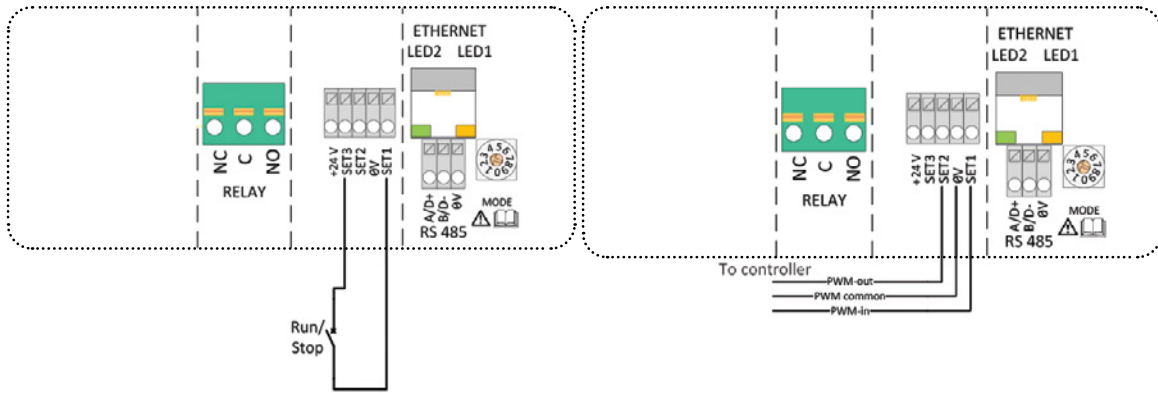 ETHERNET
LED2 LED1
NC
C
NO
RELAY
+24 V
SET3
SET2
0V
SET1
A/D+
B/D-
0V
RS 485
MODE
Run/
Stop
ETHERNET
LED2 LED1
NC
C
NO
RELAY
+24 V
SET3
SET2
0V
SET1
A/D+
B/D-
0V
RS 485
MODE
To controller
PWM-out
PWM common
PWM-in